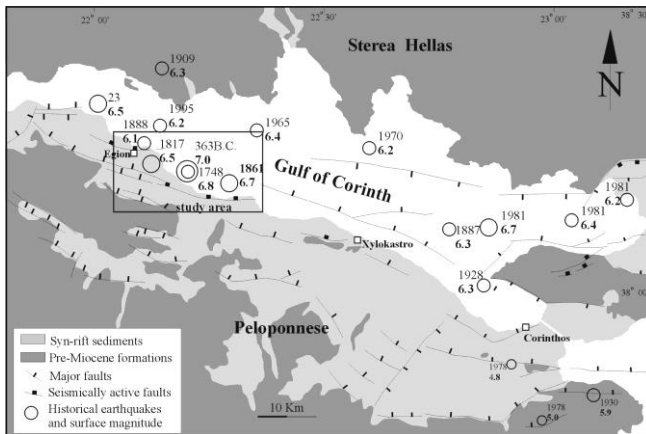 22° 00'
22° 30'
23° 00'
38° 30'
Sterea Hellas
N
1909
6.3
23
6.5
1995
6.2
1965
6.4
1888
6.1
Egion
1817
6.5
363B.C.
7.0
1748
6.8
1861
6.7
study area
1970
6.2
Gulf of Corinth
1981
6.2
1981
6.4
1981
6.7
1887
6.3
Xylokastro
1928
6.3
38° 00'
Peloponnese
Corinthos
1978
4.8
1978
5.0
1930
5.9
Syn-rift sediments
Pre-Miocene formations
Major faults
Seismically active faults
Historical earthquakes
and surface magnitude
10 Km